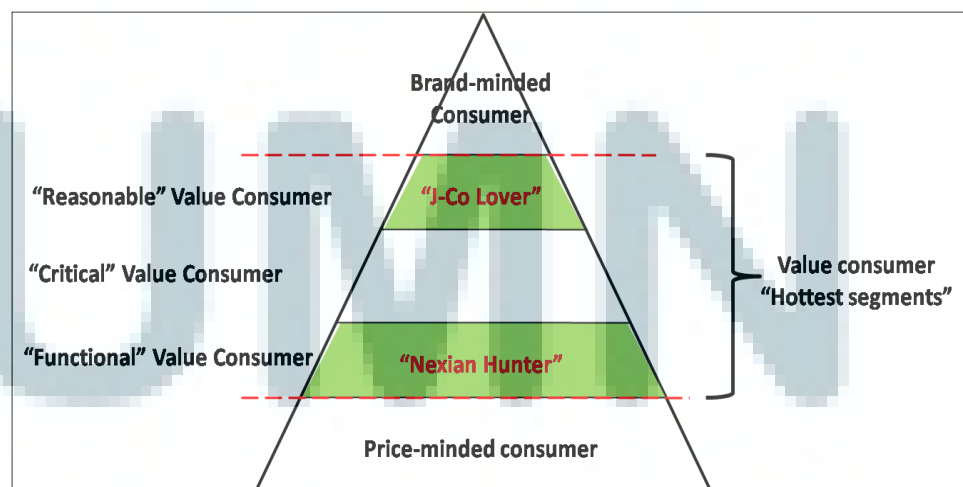 Brand-minded
Consumer
“Reasonable” Value Consumer
“J-Co Lover”
“Critical” Value Consumer
Value consumer
“Hottest segments”
“Functional” Value Consumer
“Nexian Hunter”
Price-minded consumer
UMN